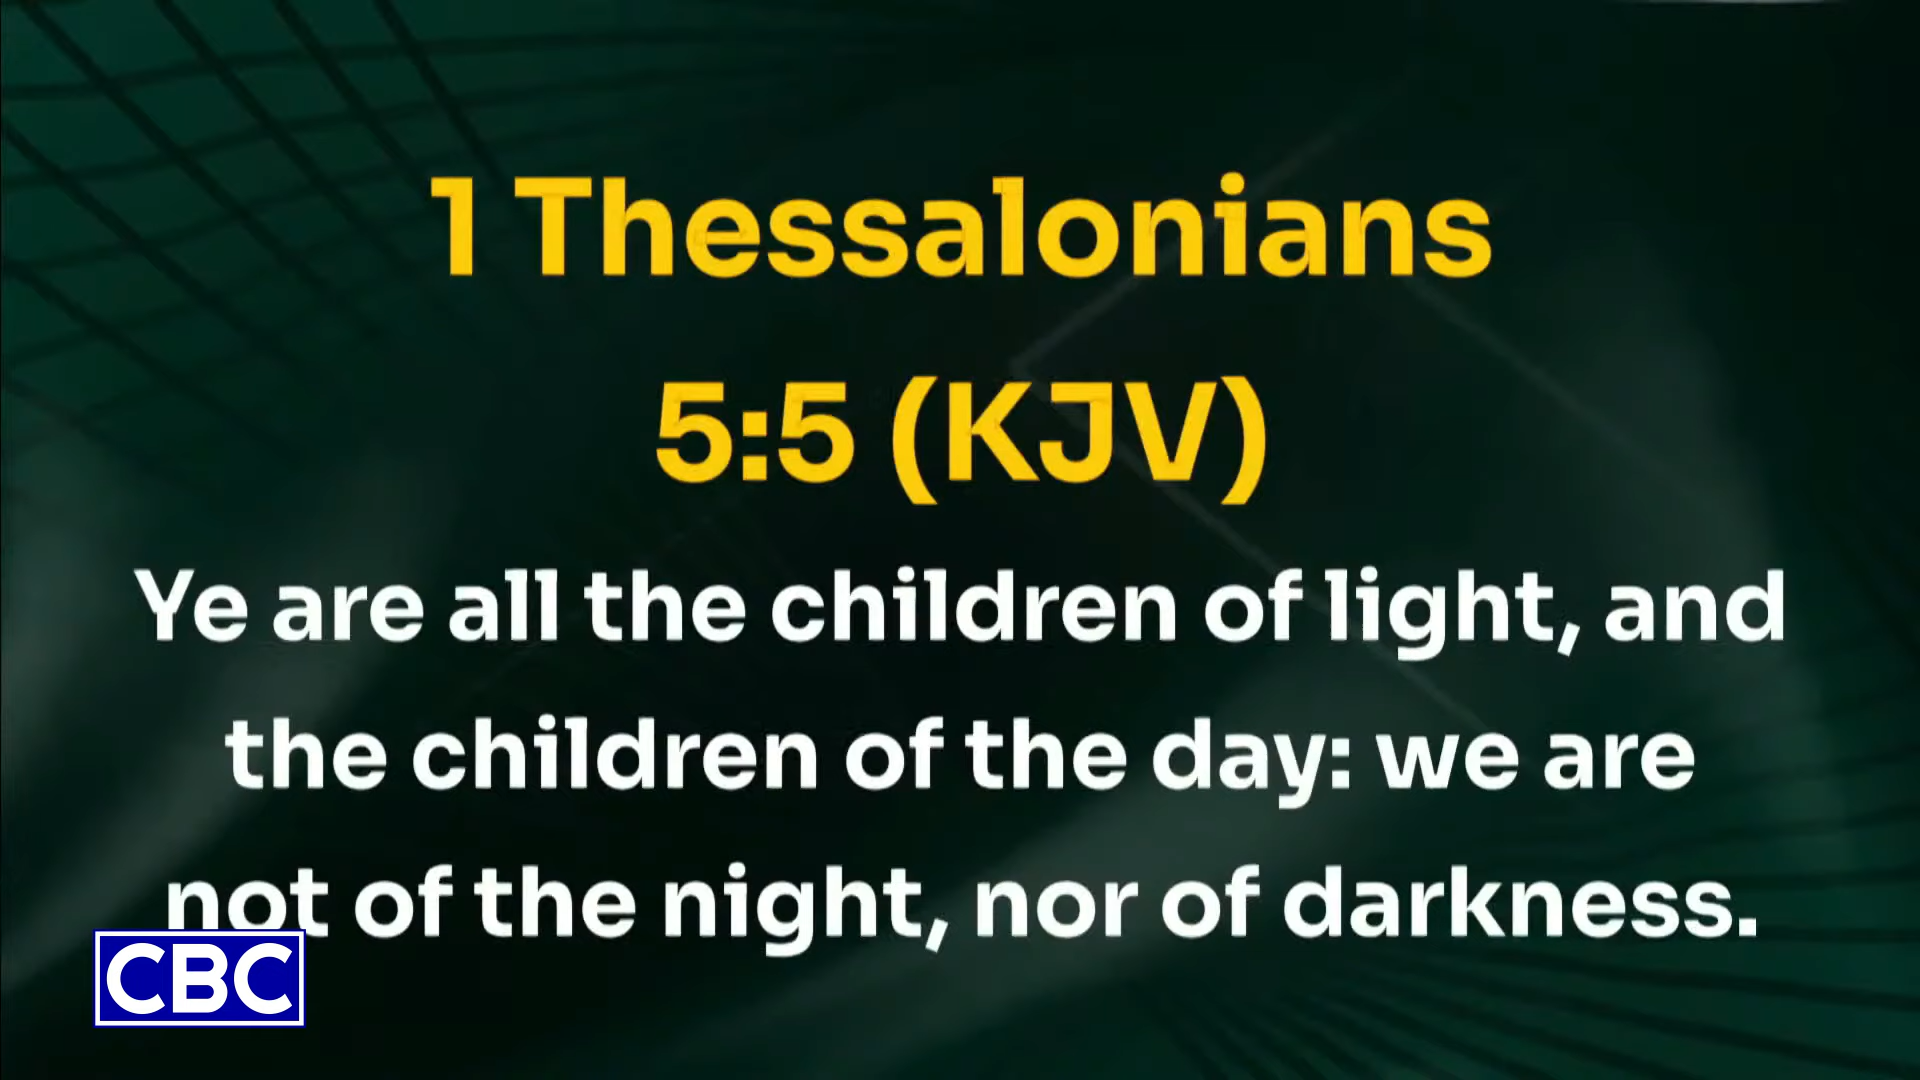 1 Thessalonians
5:5 (KJV)
Ye are all the children of light, and
the children of the day: we are
not of the night, nor of darkness.
CBC